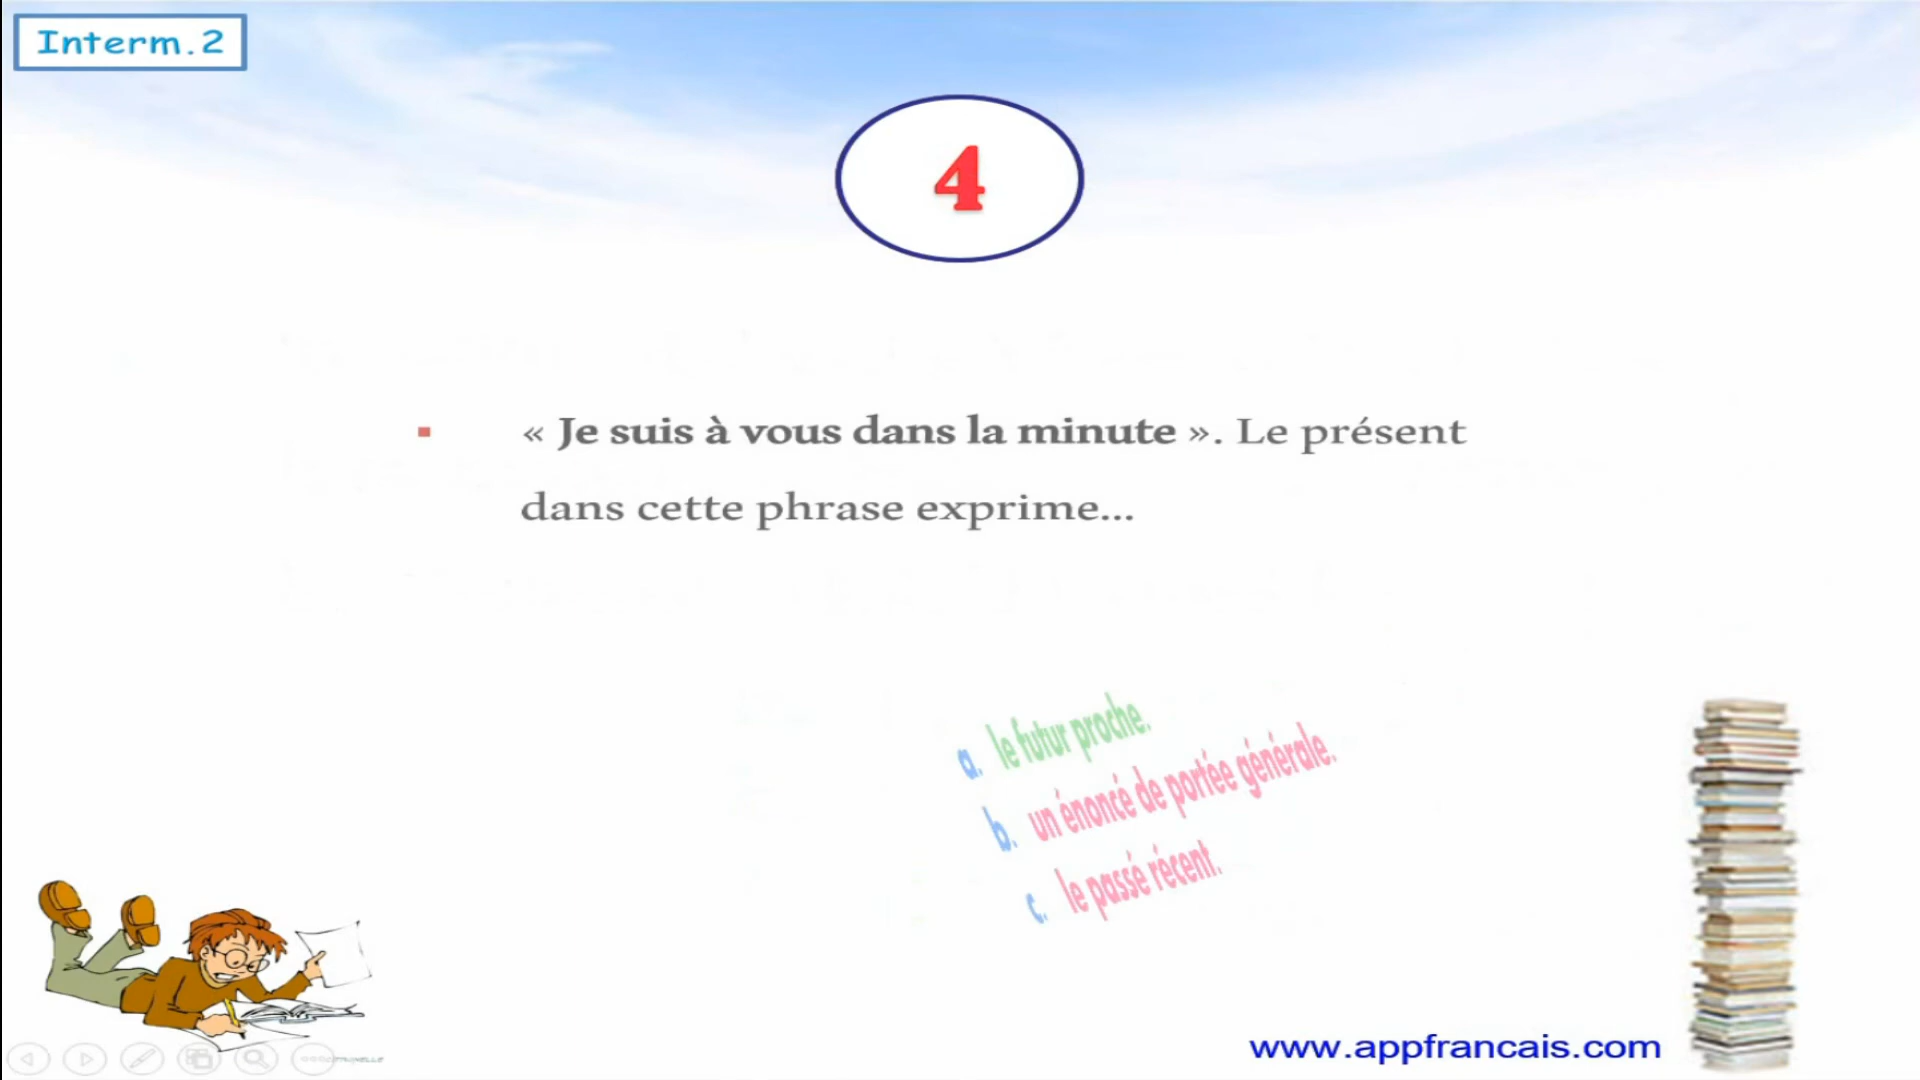 Interm.2
4
▪ « Je suis à vous dans la minute ». Le présent
dans cette phrase exprime...
a. le futur proche.
b. un énoncé de portée générale.
c. le passé récent.
www.appfrancais.com